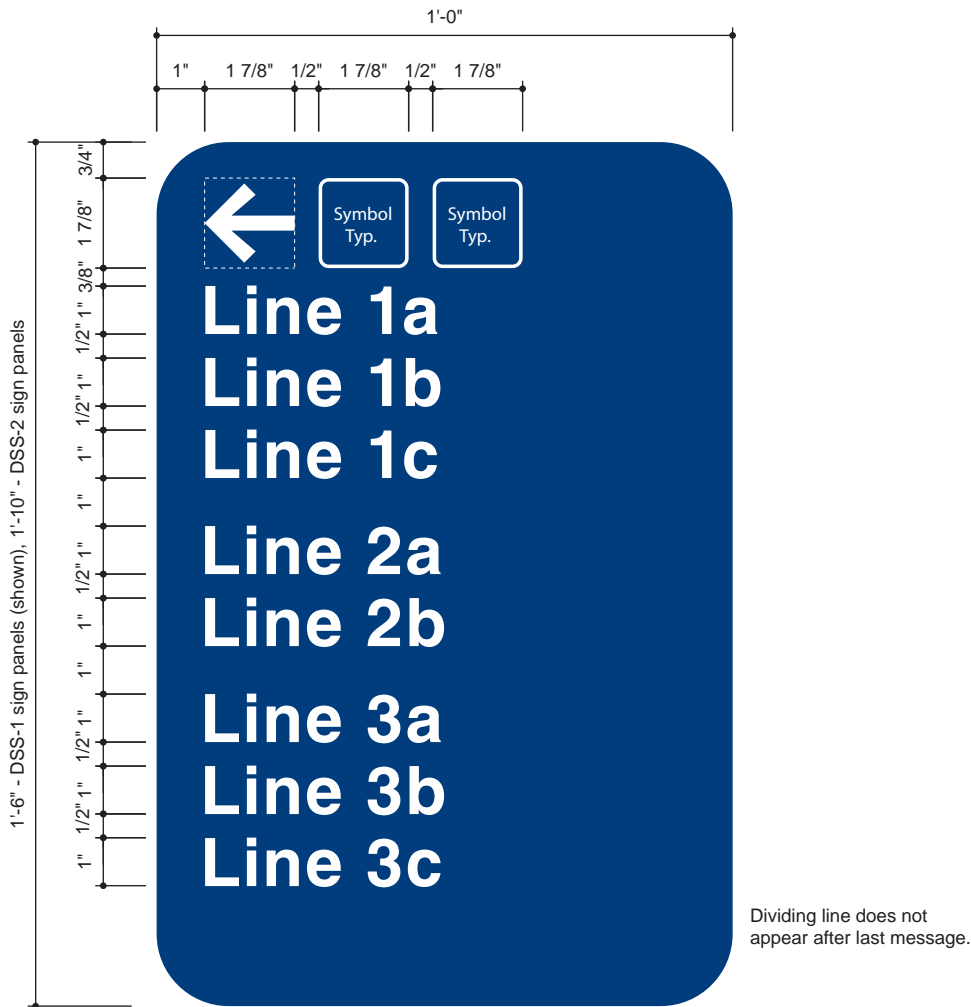 1'-0"
1" 1 7/8" 1/2" 1 7/8" 1/2" 1 7/8"
3/4"
1 7/8"
3/8"
1"
1/2"
1"
1/2"
1"
1"
1"
1/2"
1"
1"
1"
1/2"
1"
1/2"
1"
1'-6" - DSS-1 sign panels (shown), 1'-10" - DSS-2 sign panels
Symbol
Typ.
Symbol
Typ.
Line 1a
Line 1b
Line 1c
Line 2a
Line 2b
Line 3a
Line 3b
Line 3c
Dividing line does not
appear after last message.